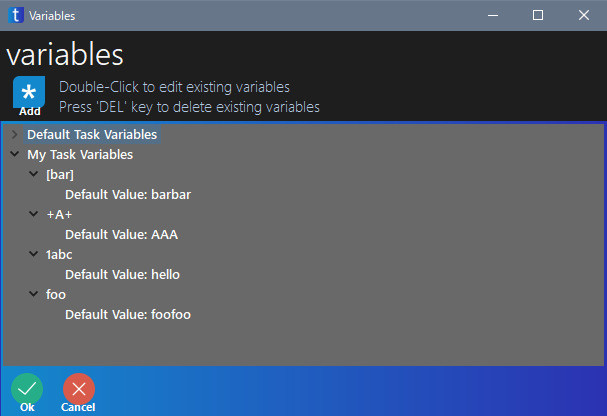 t Variables
variables
* Add
Double-Click to edit existing variables
Press 'DEL' key to delete existing variables
Default Task Variables
My Task Variables
[bar]
Default Value: barbar
+A+
Default Value: AAA
1abc
Default Value: hello
foo
Default Value: foofoo
Ok Cancel